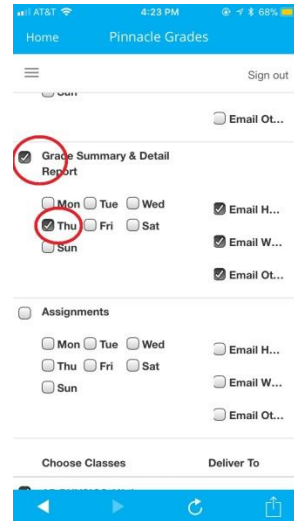 AT&T 4:23 PM 68%
Home Pinnacle Grades
Sign out
Sun
Email Ot...
Grade Summary & Detail
Report
Mon Tue Wed
Email H...
Thu Fri Sat
Email W...
Sun
Email Ot...
Assignments
Mon Tue Wed
Email H...
Thu Fri Sat
Email W...
Sun
Email Ot...
Choose Classes Deliver To